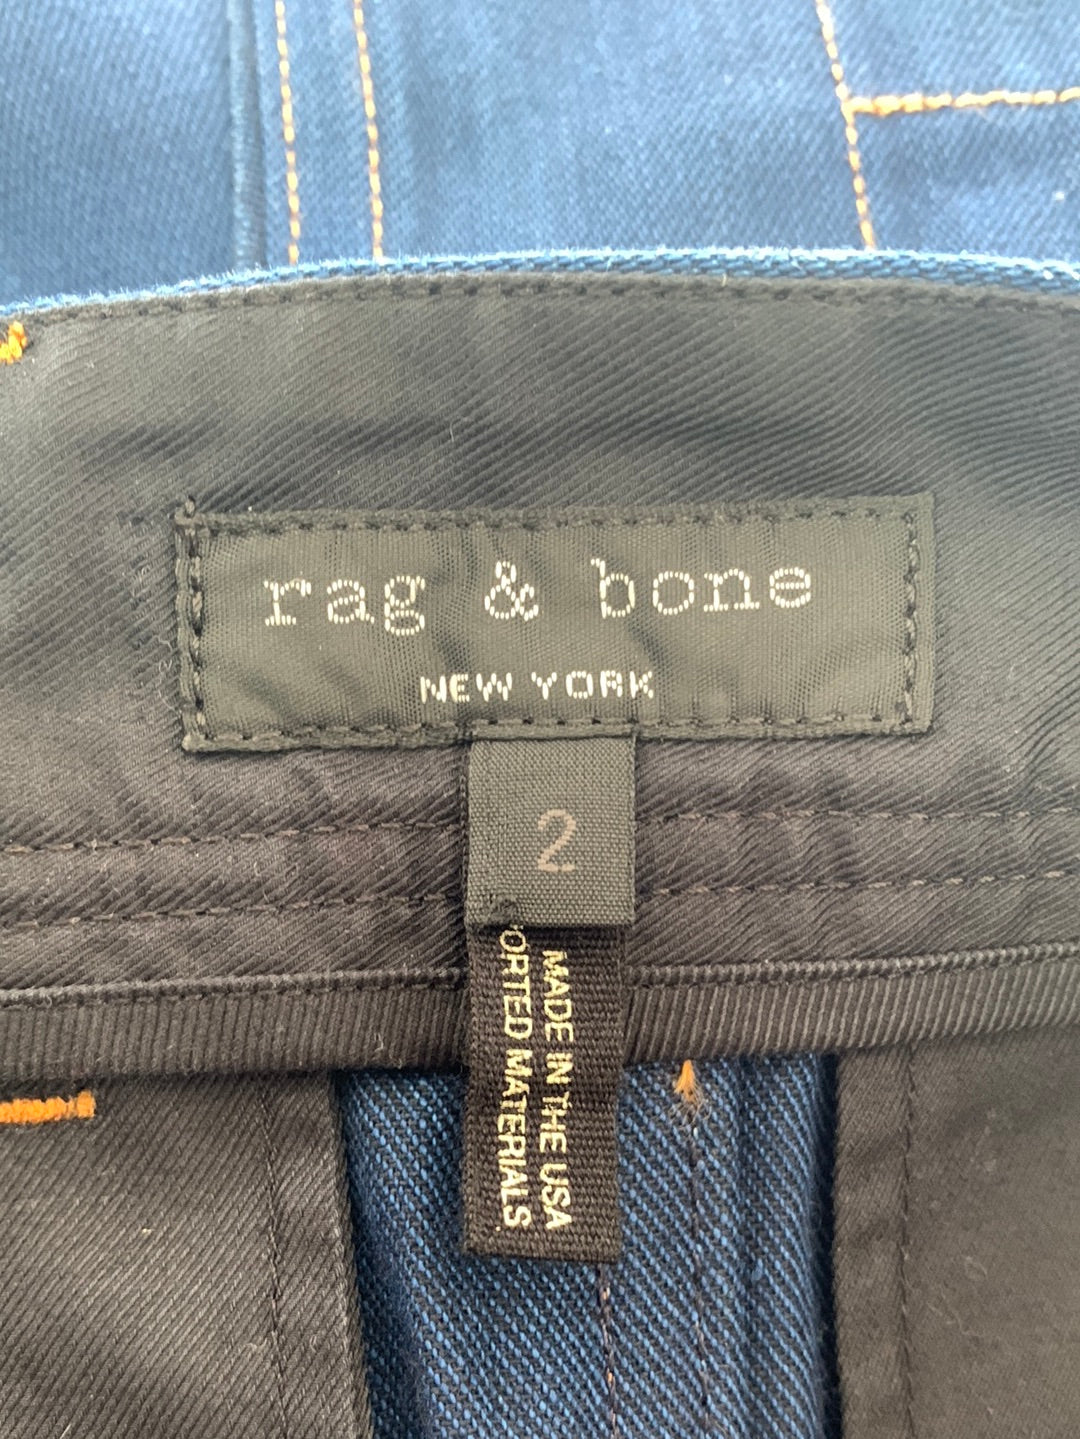 rag & bone
NEW YORK
2
MADE IN THE USA
ORTED MATERIALS